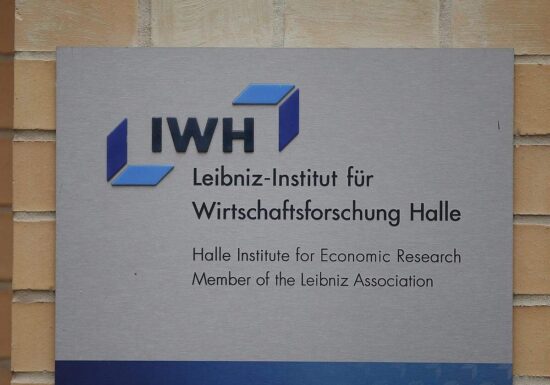 IWH
Leibniz-Institut für
Wirtschaftsforschung Halle
Halle Institute for Economic Research
Member of the Leibniz Association